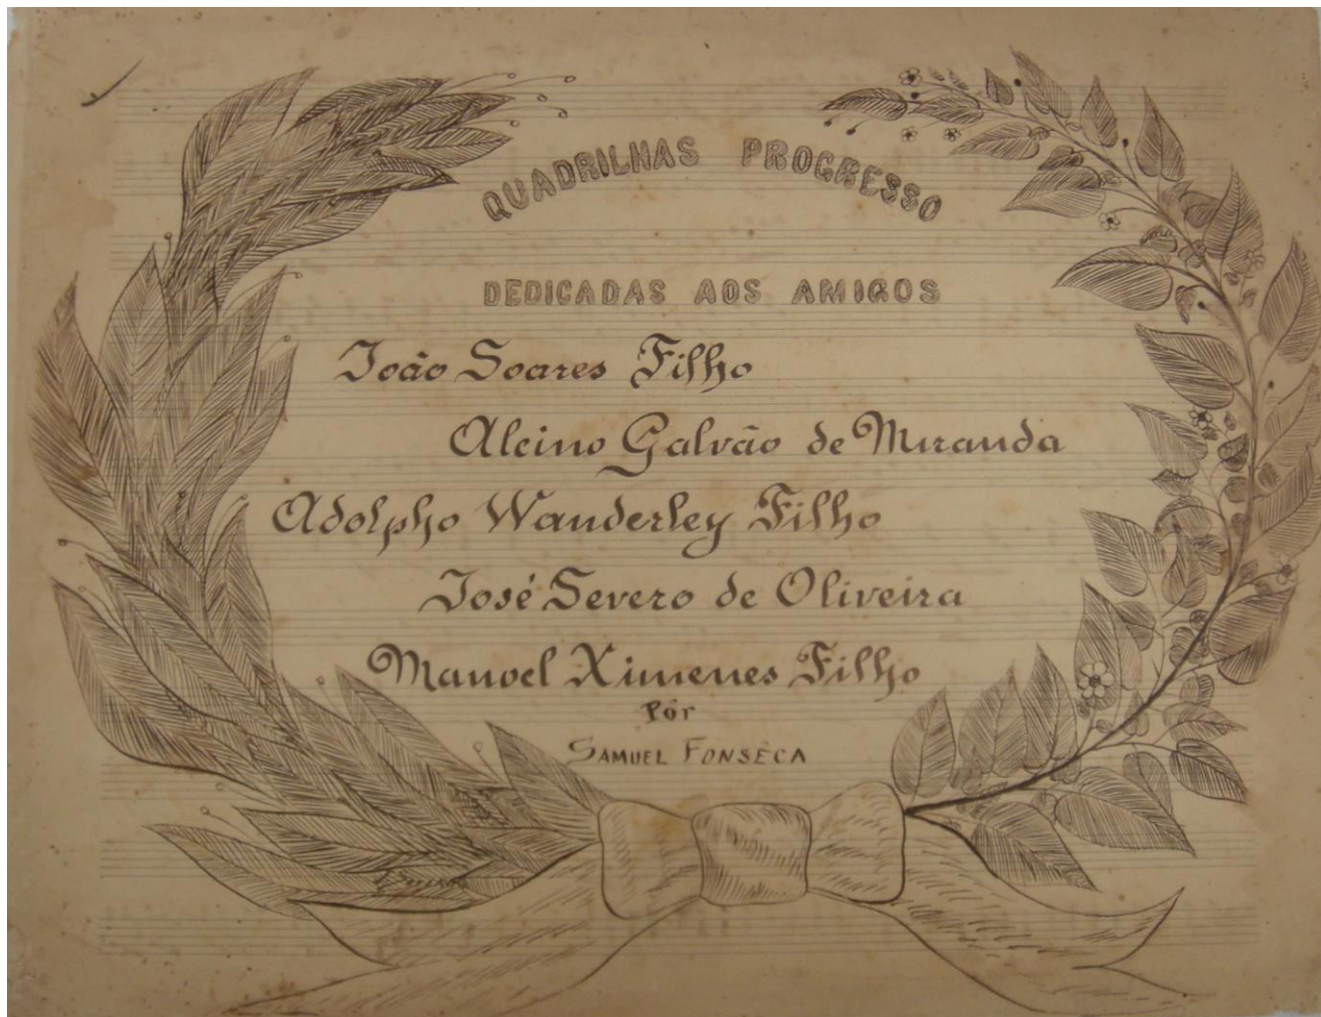 QUADRILHAS PROGRESSO
DEDICADAS AOS AMIGOS
João Soares Filho
Alcino Galvão de Miranda
Adolpho Wanderley Filho
José Severo de Oliveira
Manoel Ximenes Filho
Pôr
SAMUEL FONSÊCA